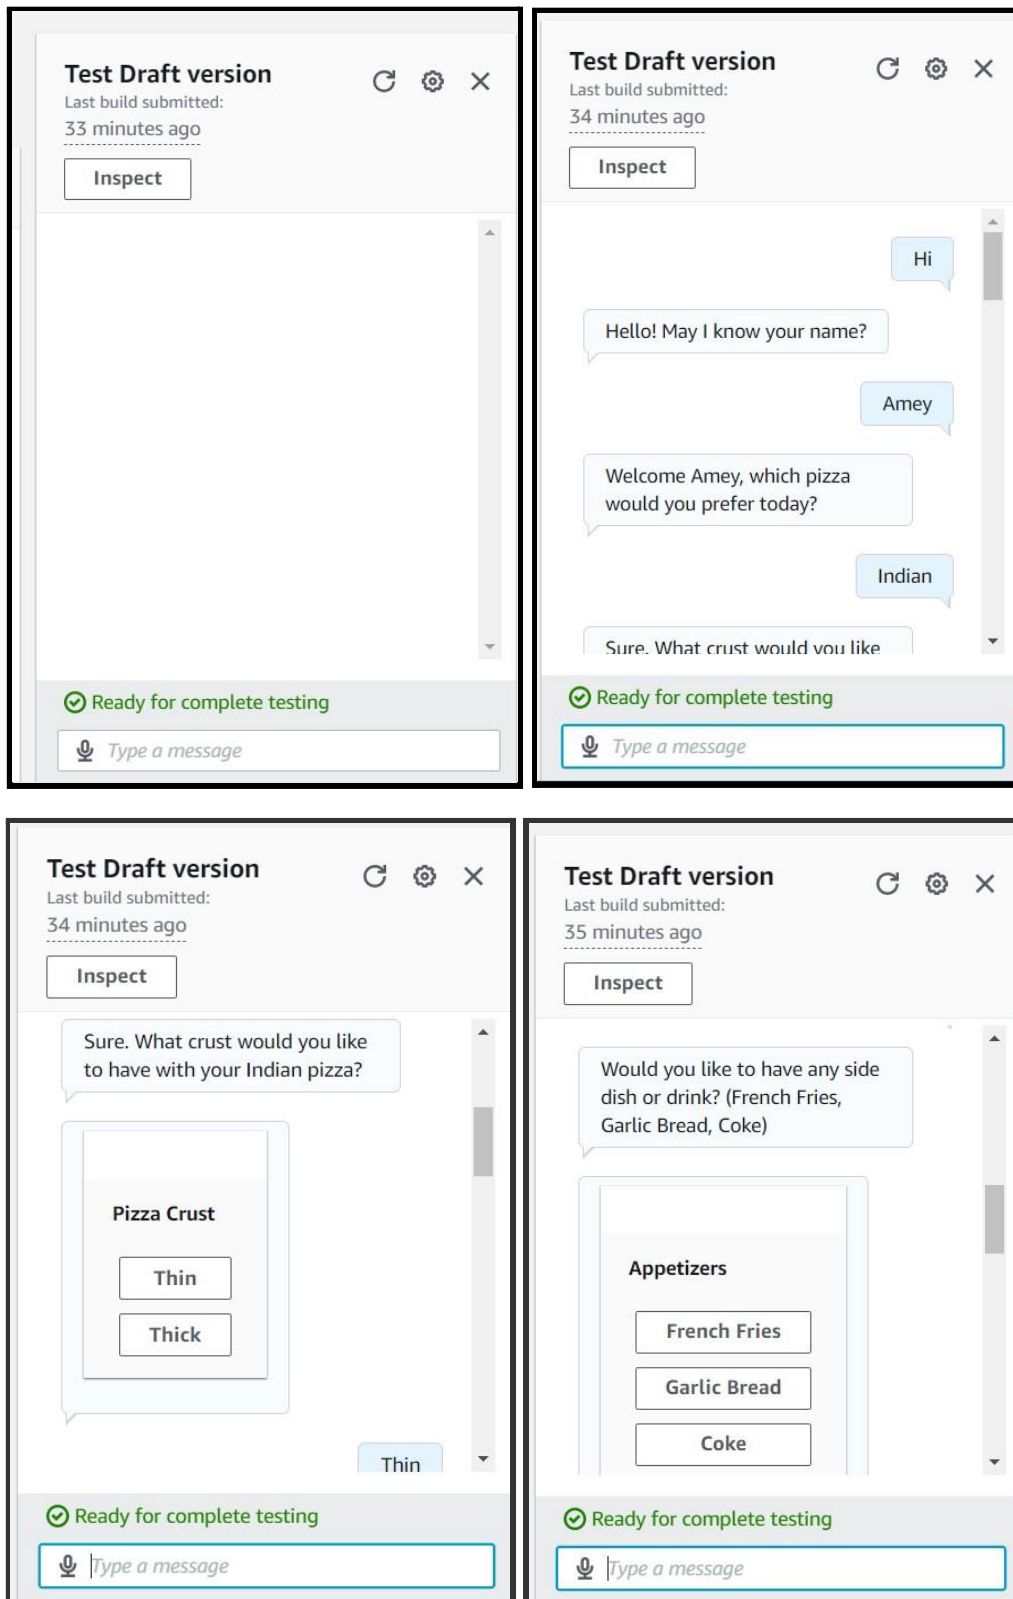 Test Draft version
Last build submitted:
33 minutes ago
Inspect
Ready for complete testing
Type a message
Test Draft version
Last build submitted:
34 minutes ago
Inspect
Hi
Hello! May I know your name?
Amey
Welcome Amey, which pizza
would you prefer today?
Indian
Sure. What crust would you like
Ready for complete testing
Type a message
Test Draft version
Last build submitted:
34 minutes ago
Inspect
Sure. What crust would you like
to have with your Indian pizza?
Pizza Crust
Thin
Thick
Thin
Ready for complete testing
Type a message
Test Draft version
Last build submitted:
35 minutes ago
Inspect
Would you like to have any side
dish or drink? (French Fries,
Garlic Bread, Coke)
Appetizers
French Fries
Garlic Bread
Coke
Ready for complete testing
Type a message